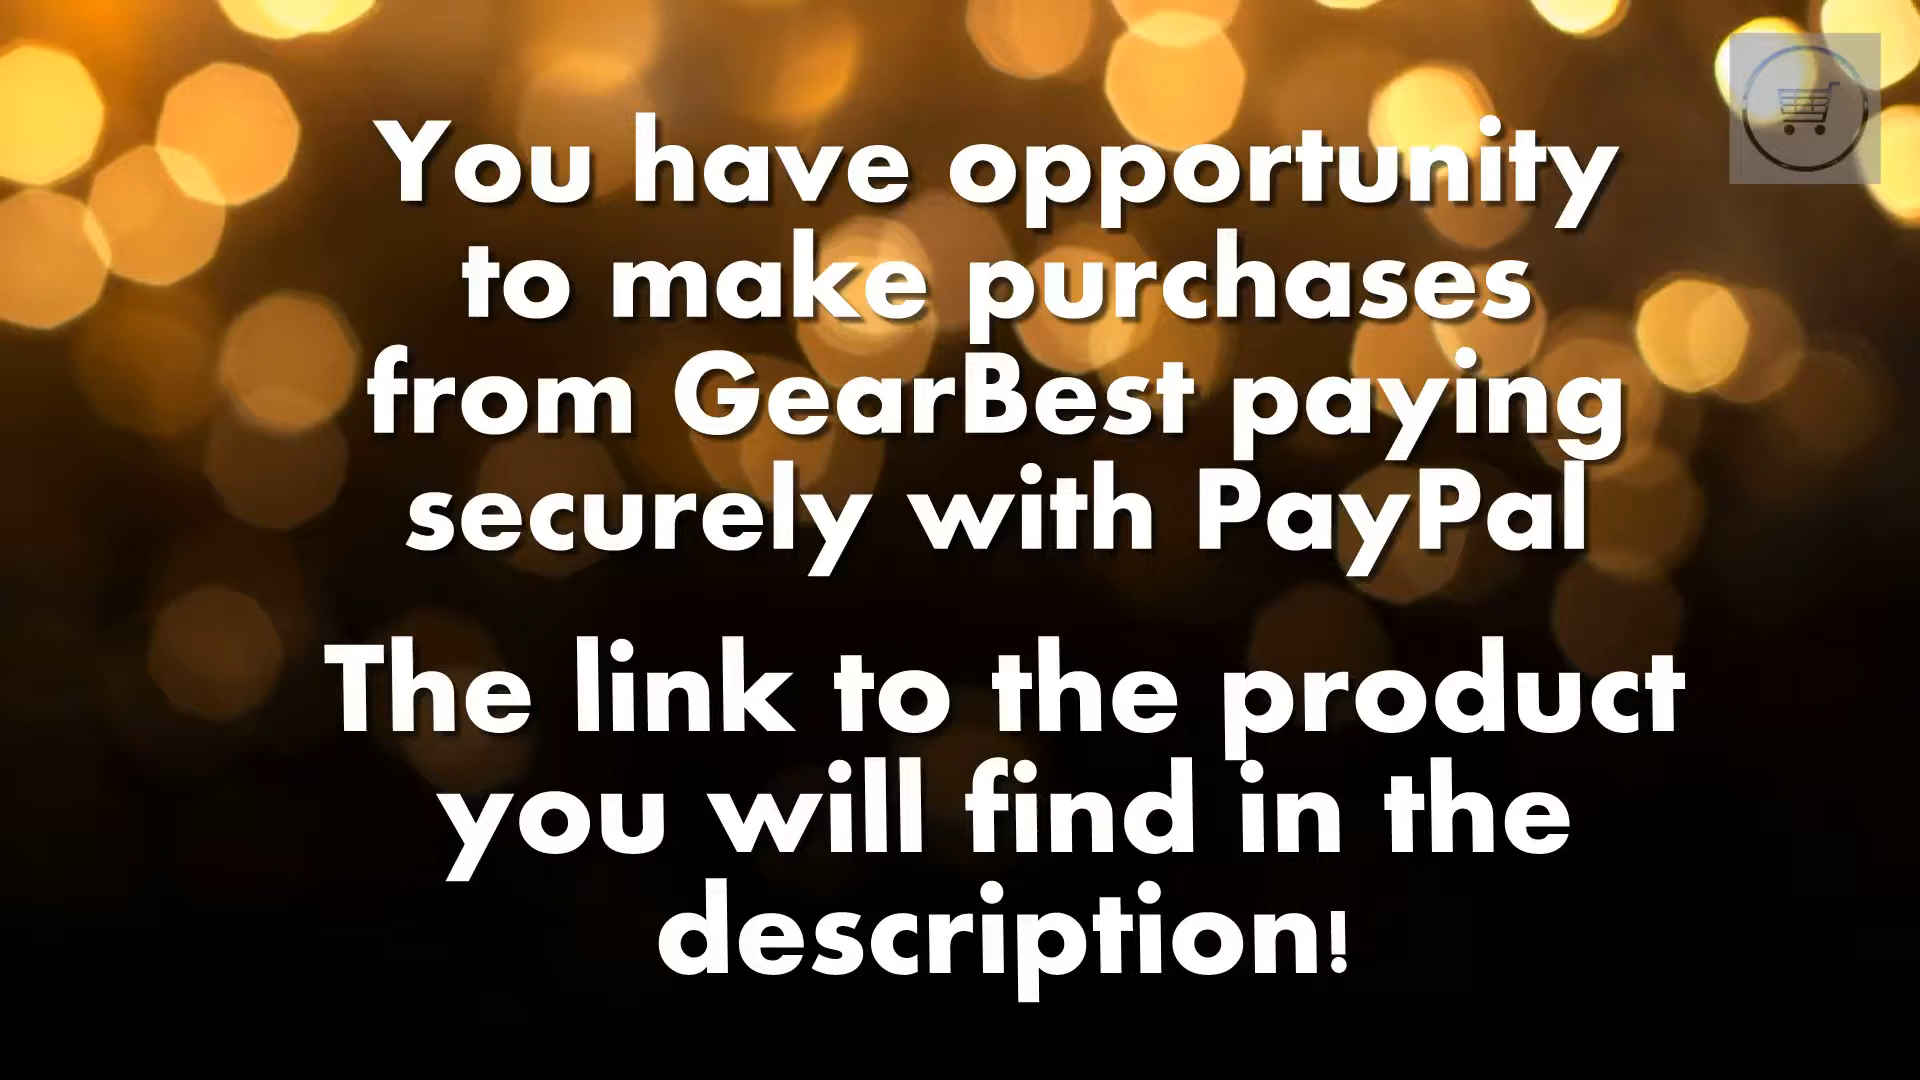 You have opportunity
to make purchases
from GearBest paying
securely with PayPal
The link to the product
you will find in the
description!